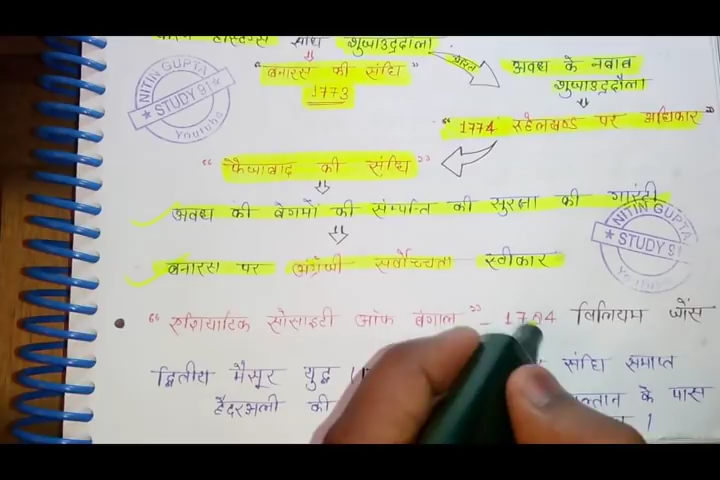 साथ शुजाउद्दौला
"बनारस की संधि"
1773
अवध के नवाब
शुजाउद्दौला
"1774 रुहेलखण्ड पर अधिकार"
"फैजाबाद की संधि"
अवध की बेगमों की सम्पत्ति की सुरक्षा की गारंटी
बनारस पर अंग्रेजी सर्वोच्चता स्वीकार
"एशियाटिक सोसाइटी ऑफ बंगाल" - 1784 विलियम जोंस
द्वितीय मैसूर युद्ध संधि समाप्त
हैदरअली की के पास
NITIN GUPTA
STUDY 91
Youtube
NITIN GUPTA
STUDY 91